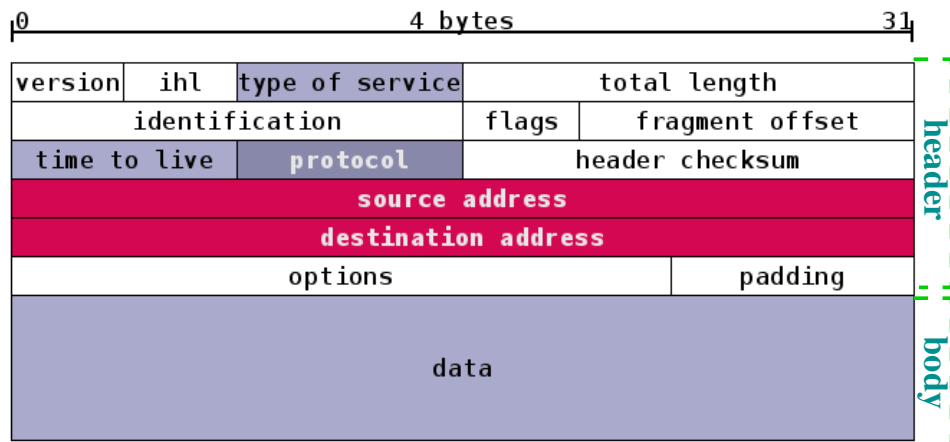 0 4 bytes 31
version ihl type of service total length
identification flags fragment offset
time to live protocol header checksum
source address
destination address
options padding
header
data
body